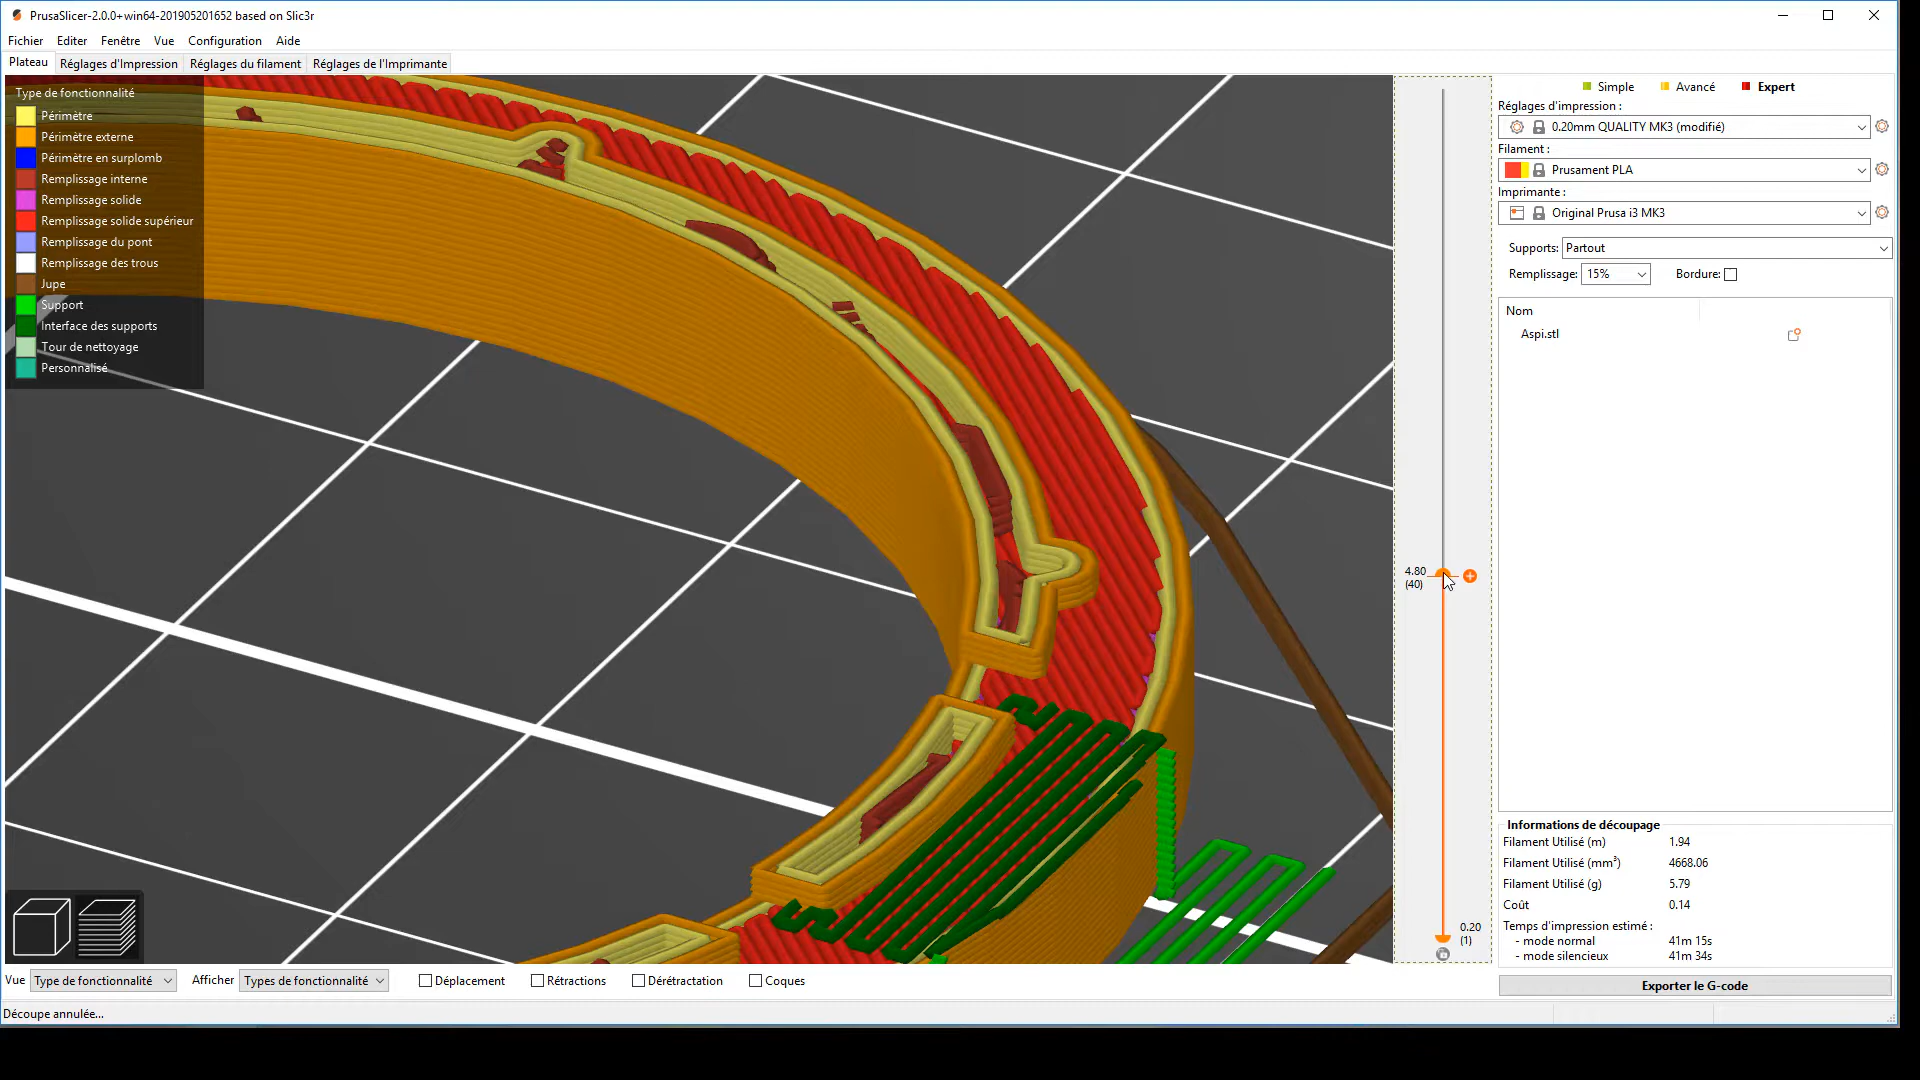 PrusaSlicer-2.0.0+win64-201905201652 based on Slic3r
Fichier Editer Fenêtre Vue Configuration Aide
Plateau Réglages d'Impression Réglages du filament Réglages de l'Imprimante
Type de fonctionnalité
Périmètre
Périmètre externe
Périmètre en surplomb
Remplissage interne
Remplissage solide
Remplissage solide supérieur
Remplissage du pont
Remplissage des trous
Jupe
Support
Interface des supports
Tour de nettoyage
Personnalisé
4.80
(40)
0.20
(1)
Simple Avancé Expert
Réglages d'impression :
0.20mm QUALITY MK3 (modifié)
Filament :
Prusament PLA
Imprimante :
Original Prusa i3 MK3
Supports: Partout
Remplissage: 15% Bordure:
Nom
Aspi.stl
Informations de découpage
Filament Utilisé (m) 1.94
Filament Utilisé (mm³) 4668.06
Filament Utilisé (g) 5.79
Coût 0.14
Temps d'impression estimé :
- mode normal 41m 15s
- mode silencieux 41m 34s
Exporter le G-code
Vue Type de fonctionnalité Afficher Types de fonctionnalité Déplacement Rétractions Dérétractation Coques
Découpe annulée...